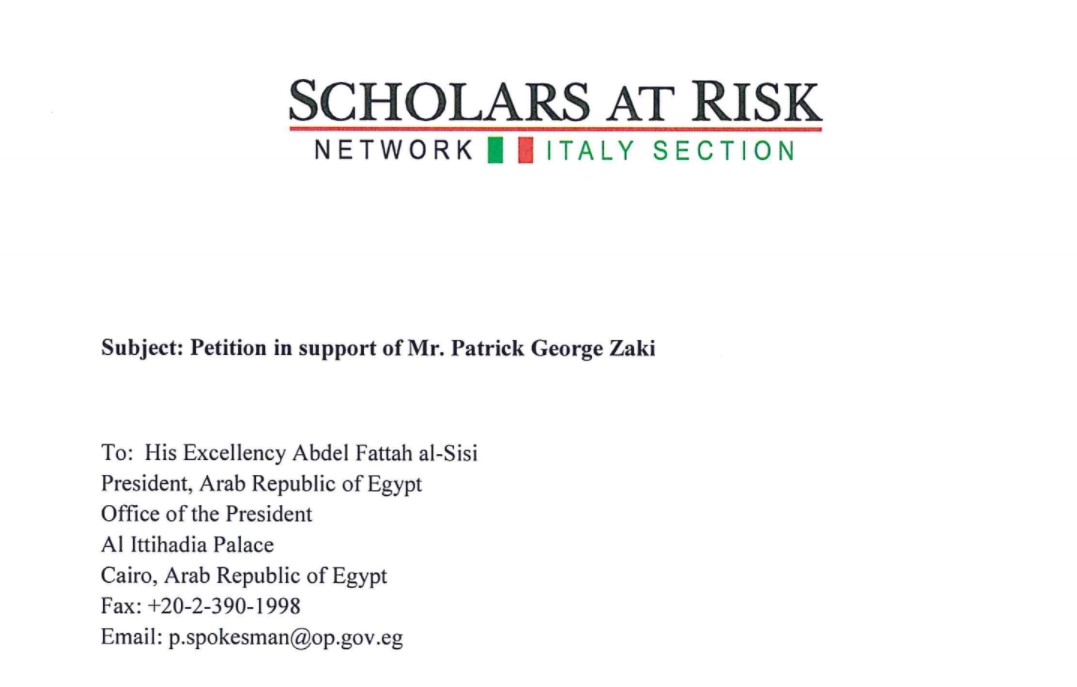 SCHOLARS AT RISK
NETWORK ITALY SECTION
Subject: Petition in support of Mr. Patrick George Zaki
To: His Excellency Abdel Fattah al-Sisi
President, Arab Republic of Egypt
Office of the President
Al Ittihadia Palace
Cairo, Arab Republic of Egypt
Fax: +20-2-390-1998
Email: p.spokesman@op.gov.eg